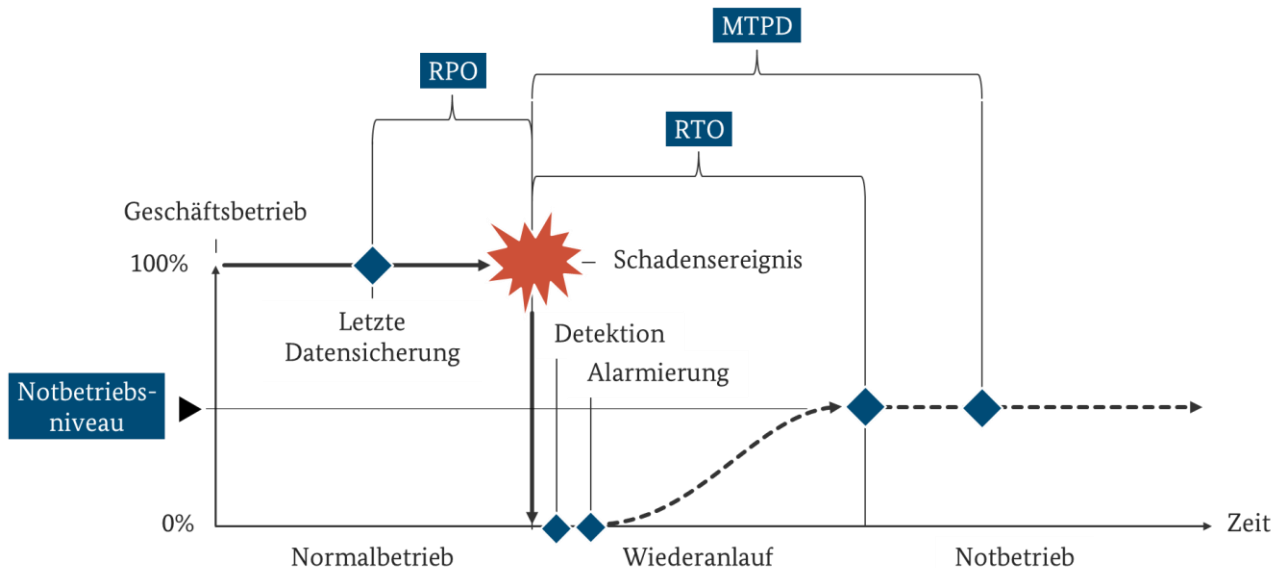 MTPD
RPO
RTO
Geschäftsbetrieb
100%
Schadensereignis
Letzte
Datensicherung
Detektion
Alarmierung
Notbetriebs-
niveau
0%
Zeit
Normalbetrieb
Wiederanlauf
Notbetrieb